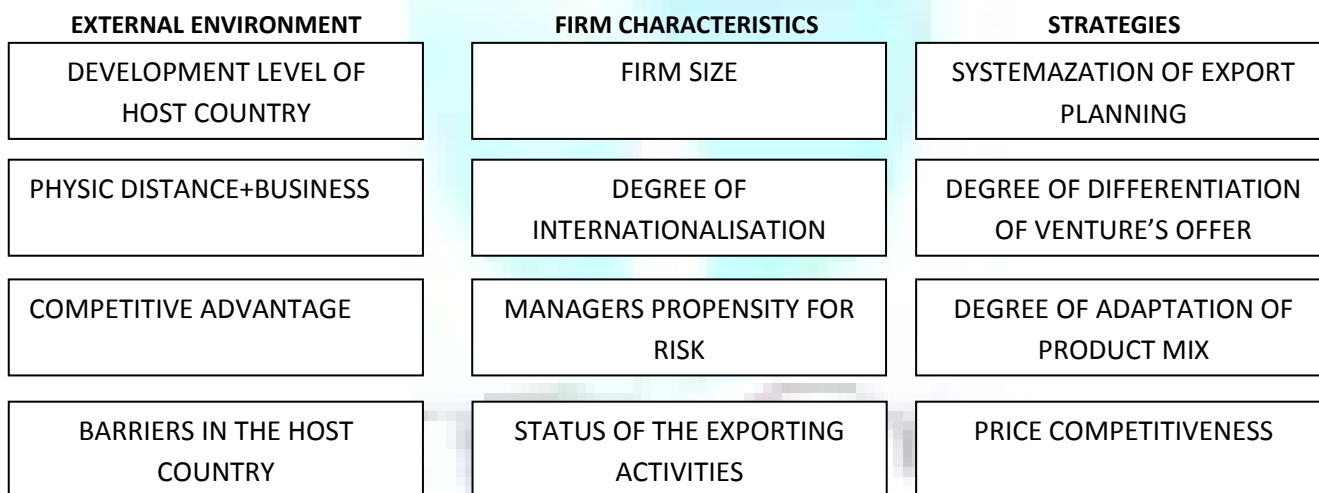 EXTERNAL ENVIRONMENT
FIRM CHARACTERISTICS
STRATEGIES
DEVELOPMENT LEVEL OF
HOST COUNTRY
FIRM SIZE
SYSTEMAZATION OF EXPORT
PLANNING
PHYSIC DISTANCE+BUSINESS
DEGREE OF
INTERNATIONALISATION
DEGREE OF DIFFERENTIATION
OF VENTURE’S OFFER
COMPETITIVE ADVANTAGE
MANAGERS PROPENSITY FOR
RISK
DEGREE OF ADAPTATION OF
PRODUCT MIX
BARRIERS IN THE HOST
COUNTRY
STATUS OF THE EXPORTING
ACTIVITIES
PRICE COMPETITIVENESS